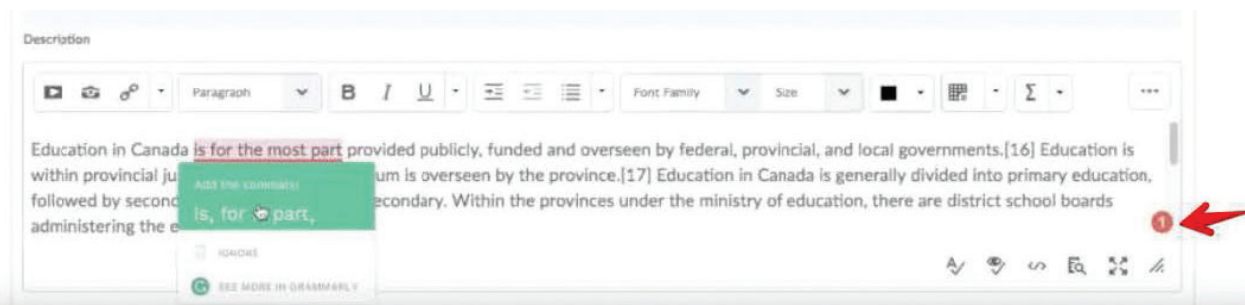 Description
Paragraph B I U Font Family Size Σ
Education in Canada is for the most part provided publicly, funded and overseen by federal, provincial, and local governments.[16] Education is
within provincial ju um is overseen by the province.[17] Education in Canada is generally divided into primary education,
followed by second econdary. Within the provinces under the ministry of education, there are district school boards
administering the e
Add the comma(s)
is, for part,
IGNORE
SEE MORE IN GRAMMARLY
1